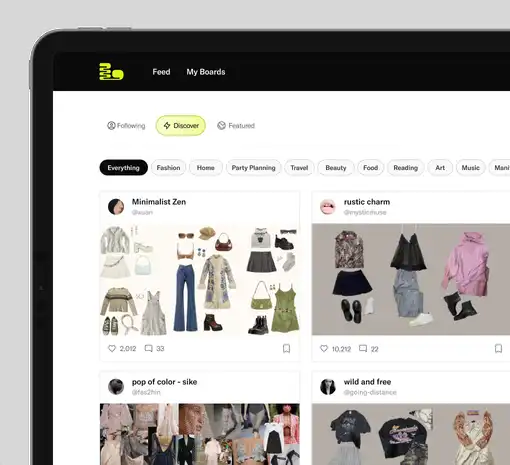 Feed
My Boards
Following
Discover
Featured
Everything
Fashion
Home
Party Planning
Travel
Beauty
Food
Reading
Art
Music
Mani
Minimalist Zen
@xuan
2,012
33
rustic charm
@mysticmuse
10,212
22
pop of color - sike
wild and free
@going-distance